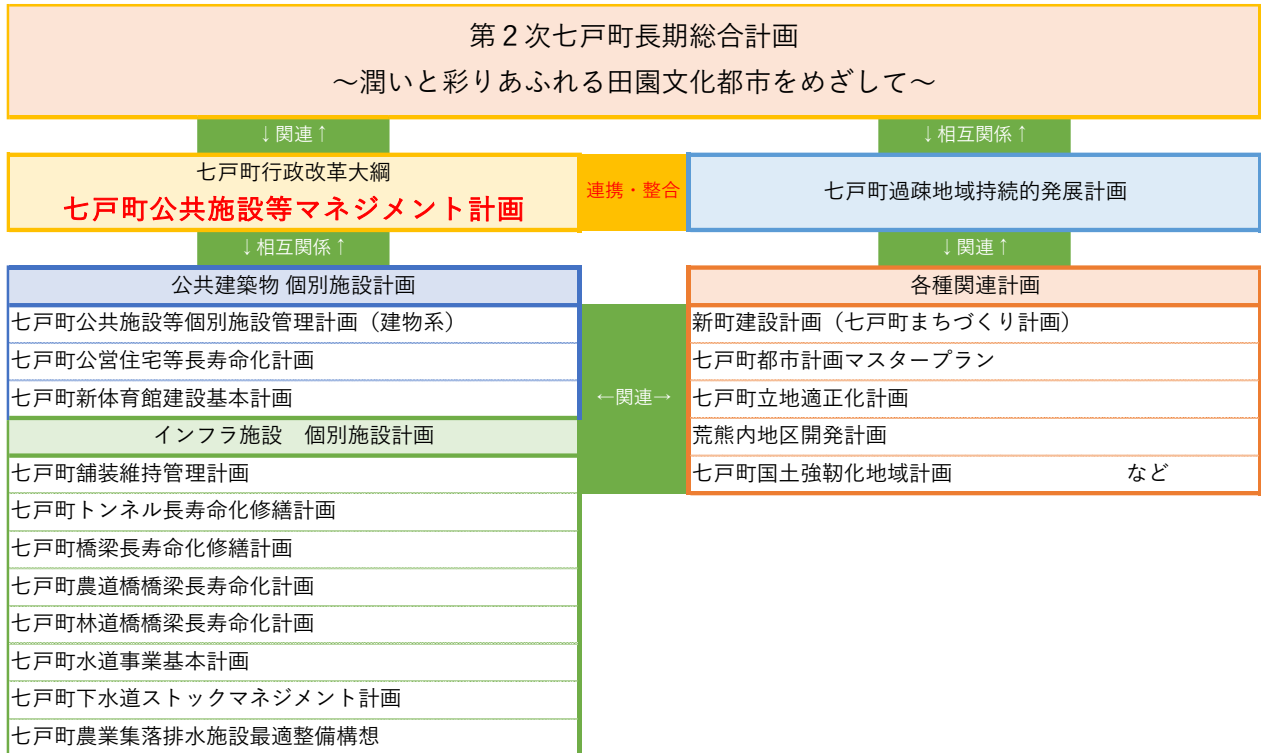 第2次七戸町長期総合計画
～潤いと彩りあふれる田園文化都市をめざして～
↓関連↑
↓相互関係↑
七戸町行政改革大綱
七戸町公共施設等マネジメント計画
連携・整合
七戸町過疎地域持続的発展計画
↓相互関係↑
↓関連↑
公共建築物 個別施設計画
七戸町公共施設等個別施設管理計画（建物系）
七戸町公営住宅等長寿命化計画
七戸町新体育館建設基本計画
インフラ施設　個別施設計画
七戸町舗装維持管理計画
七戸町トンネル長寿命化修繕計画
七戸町橋梁長寿命化修繕計画
七戸町農道橋橋梁長寿命化計画
七戸町林道橋橋梁長寿命化計画
七戸町水道事業基本計画
七戸町下水道ストックマネジメント計画
七戸町農業集落排水施設最適整備構想
←関連→
各種関連計画
新町建設計画（七戸町まちづくり計画）
七戸町都市計画マスタープラン
七戸町立地適正化計画
荒熊内地区開発計画
七戸町国土強靭化地域計画　など